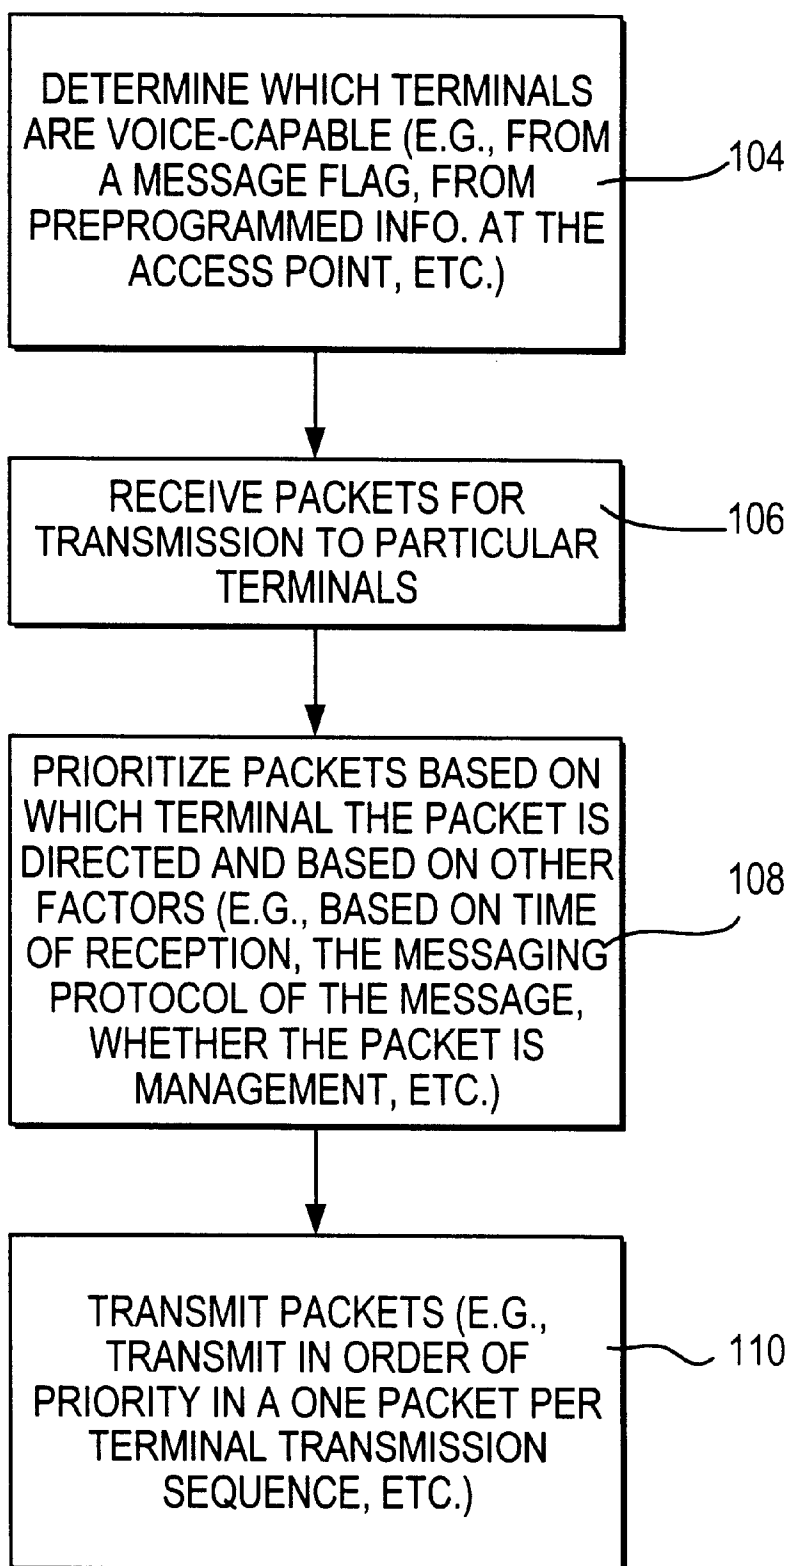 DETERMINE WHICH TERMINALS
ARE VOICE-CAPABLE (E.G., FROM
A MESSAGE FLAG, FROM
PREPROGRAMMED INFO. AT THE
ACCESS POINT, ETC.)
104
RECEIVE PACKETS FOR
TRANSMISSION TO PARTICULAR
TERMINALS
106
PRIORITIZE PACKETS BASED ON
WHICH TERMINAL THE PACKET IS
DIRECTED AND BASED ON OTHER
FACTORS (E.G., BASED ON TIME
OF RECEPTION, THE MESSAGING
PROTOCOL OF THE MESSAGE,
WHETHER THE PACKET IS
MANAGEMENT, ETC.)
108
TRANSMIT PACKETS (E.G.,
TRANSMIT IN ORDER OF
PRIORITY IN A ONE PACKET PER
TERMINAL TRANSMISSION
SEQUENCE, ETC.)
110